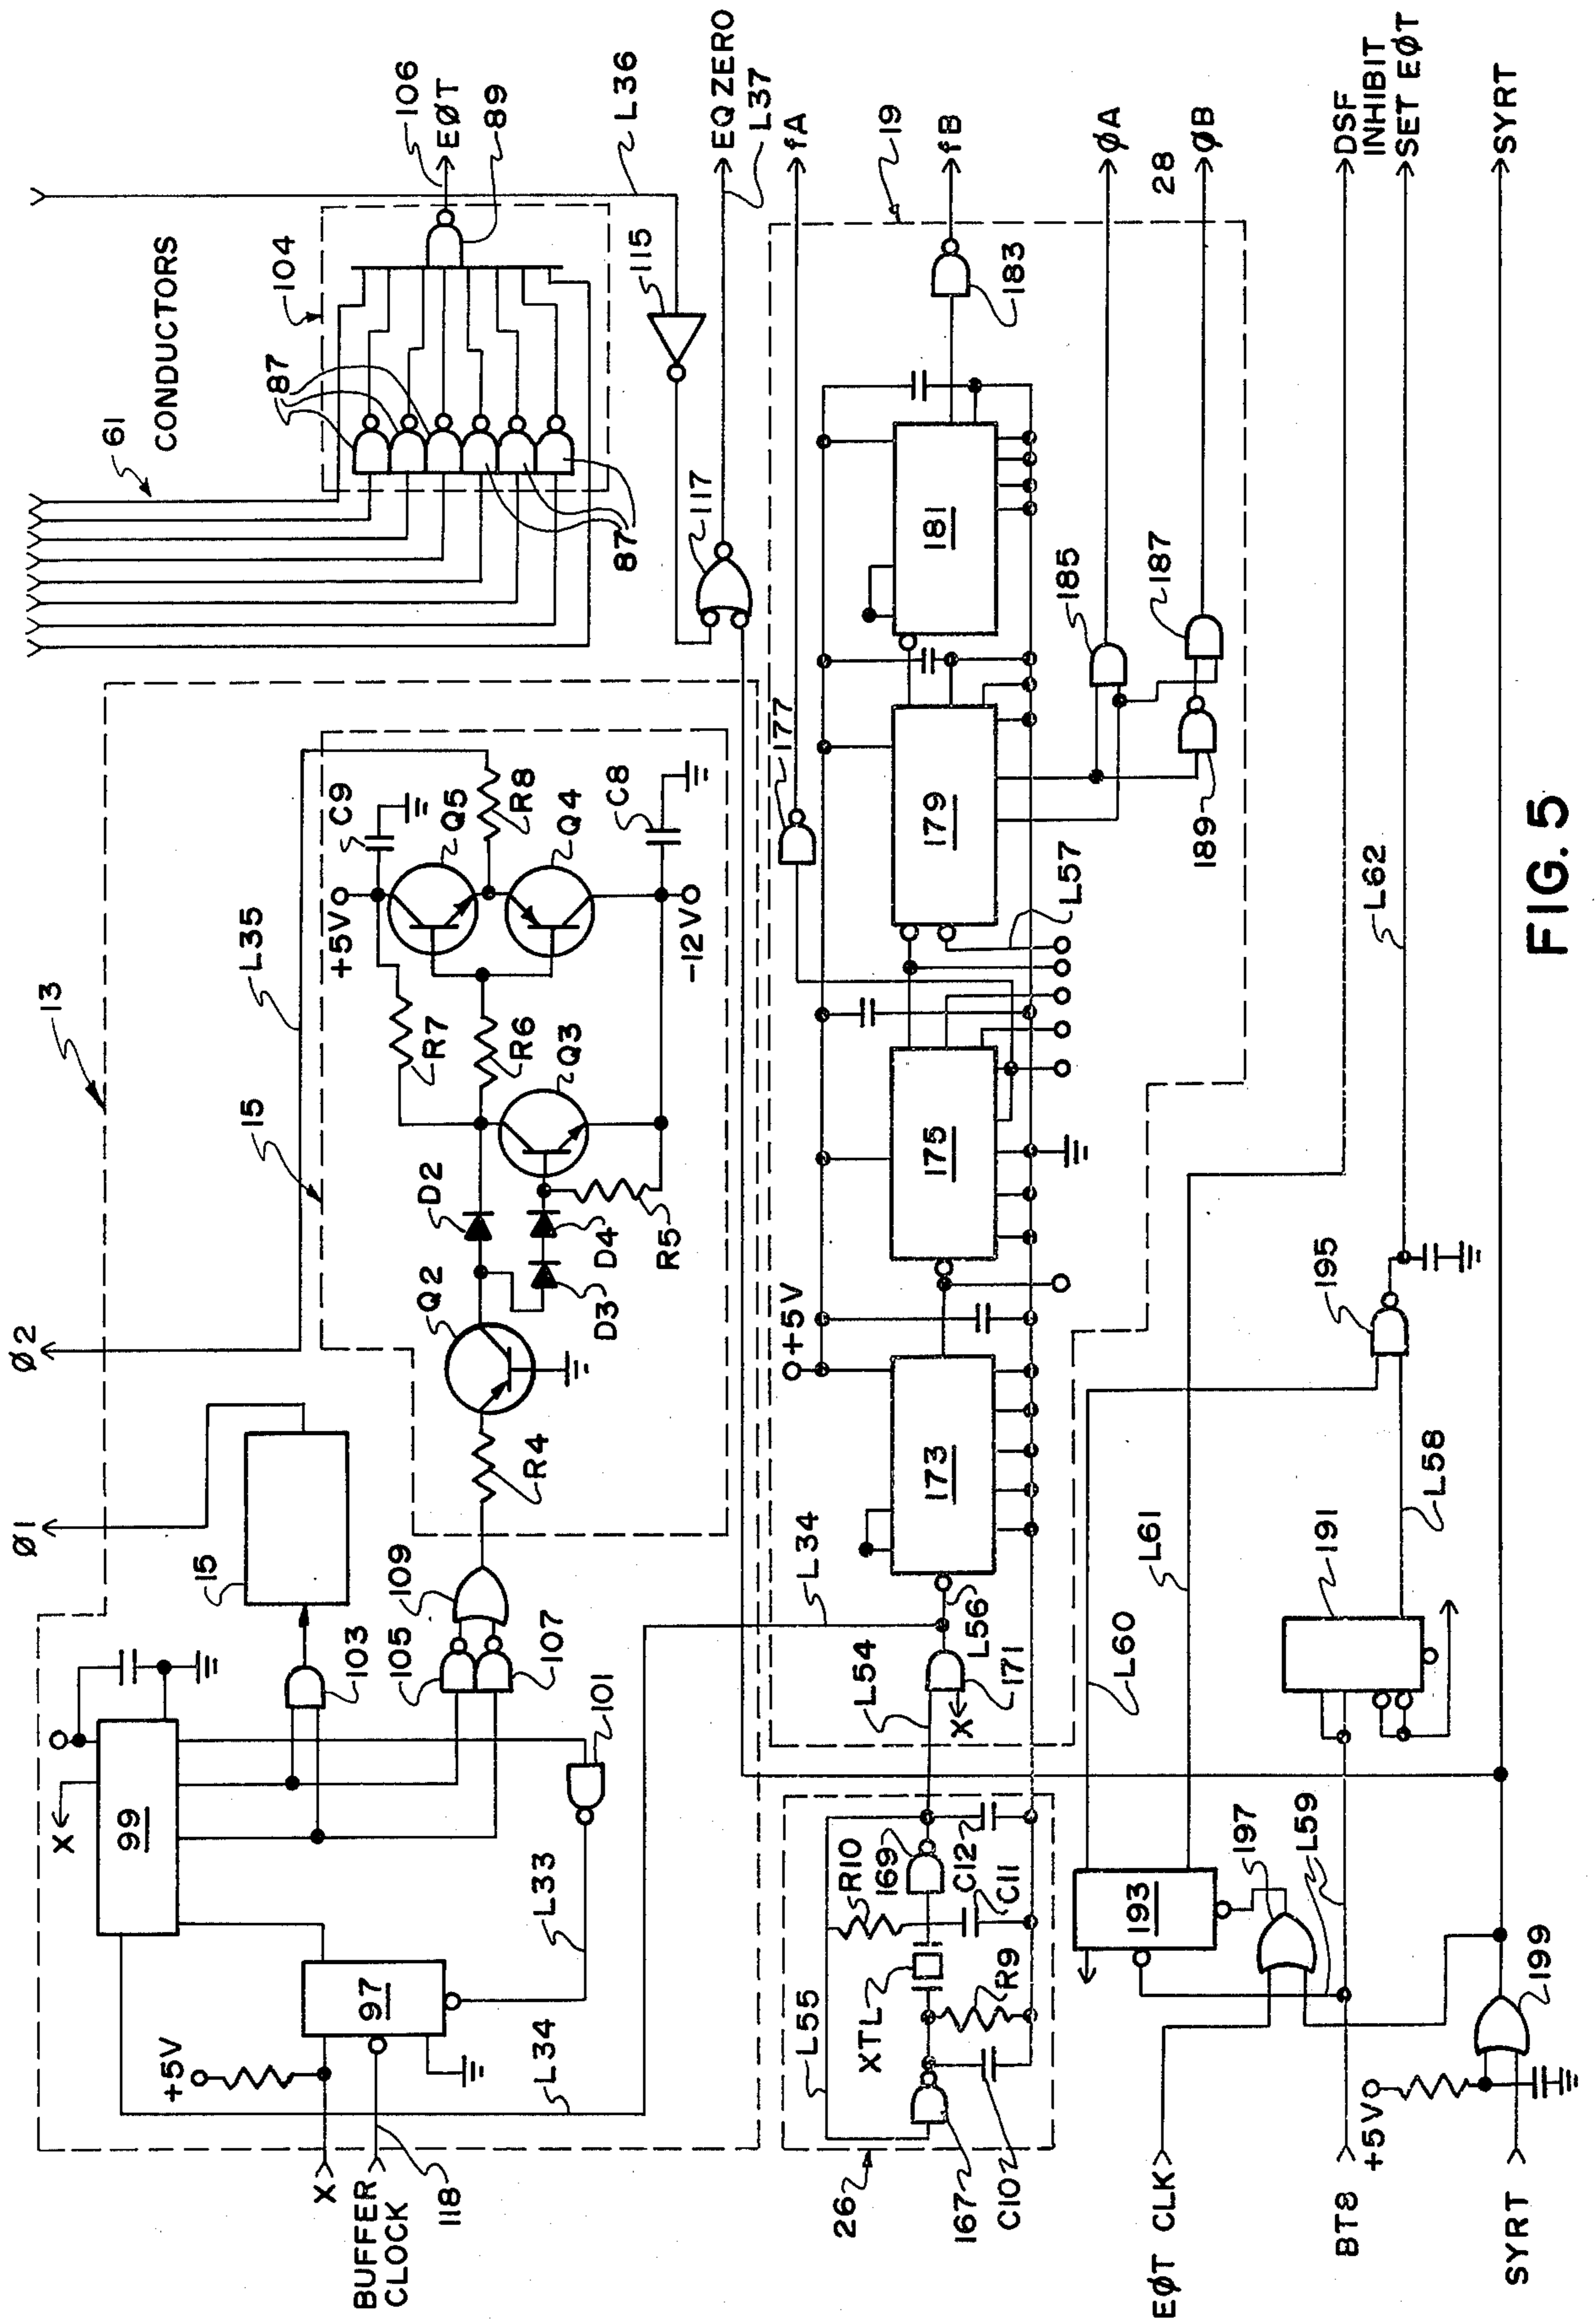 Ø1
Ø2
13
61
CONDUCTORS
104
106
EØT
89
L36
87
87
115
117
EQ ZERO
L37
L35
15
C9
+5V
Q5
R8
Q4
C8
-12V
R7
R6
Q3
D2
D4
D3
R5
Q2
R4
15
103
105
109
107
101
X
99
L33
97
+5V
L34
X
BUFFER
CLOCK
118
L34
19
fA
fB
ØA
28
ØB
183
181
185
187
189
177
179
L57
175
+5V
173
L56
L54
171
X
R10
169
C12
C11
L55
XTL
R9
26
167
C10
L60
L61
L62
195
191
L58
193
197
L59
199
DSF
INHIBIT
SET EØT
SYRT
EØT CLK
BT8
+5V
SYRT
FIG. 5